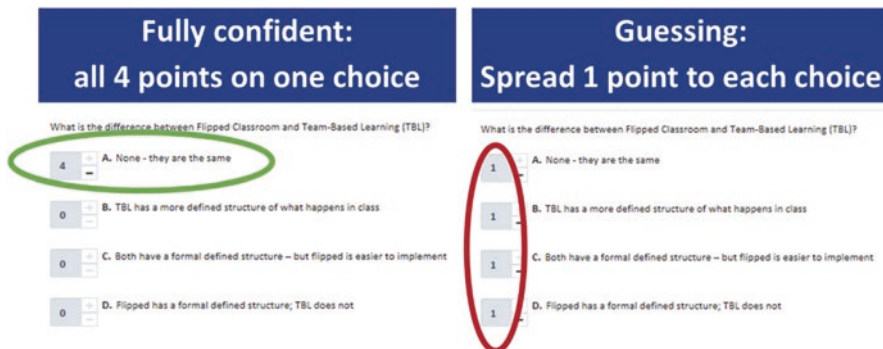 Fully confident:
all 4 points on one choice
What is the difference between Flipped Classroom and Team-Based Learning (TBL)?
4 + A. None - they are the same
−
0 + B. TBL has a more defined structure of what happens in class
−
0 + C. Both have a formal defined structure – but flipped is easier to implement
−
0 + D. Flipped has a formal defined structure; TBL does not
−
Guessing:
Spread 1 point to each choice
What is the difference between Flipped Classroom and Team-Based Learning (TBL)?
1 + A. None - they are the same
−
1 + B. TBL has a more defined structure of what happens in class
−
1 + C. Both have a formal defined structure – but flipped is easier to implement
−
1 + D. Flipped has a formal defined structure; TBL does not
−